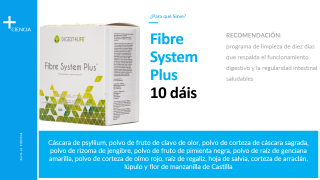 +CIENCIA
¿Para qué Sirve?
Fibre
System
Plus
10 dáis
RECOMENDACIÓN:
programa de limpieza de diez días
que respalda el funcionamiento
digestivo y la regularidad intestinal
saludables
Fibre System Plus
Cáscara de psyllium, polvo de fruto de clavo de olor, polvo de corteza de cáscara sagrada,
polvo de rizoma de jengibre, polvo de fruto de pimienta negra, polvo de raíz de genciana
amarilla, polvo de corteza de olmo rojo, raíz de regaliz, hoja de salvia, corteza de arraclán,
lúpulo y flor de manzanilla de Castilla